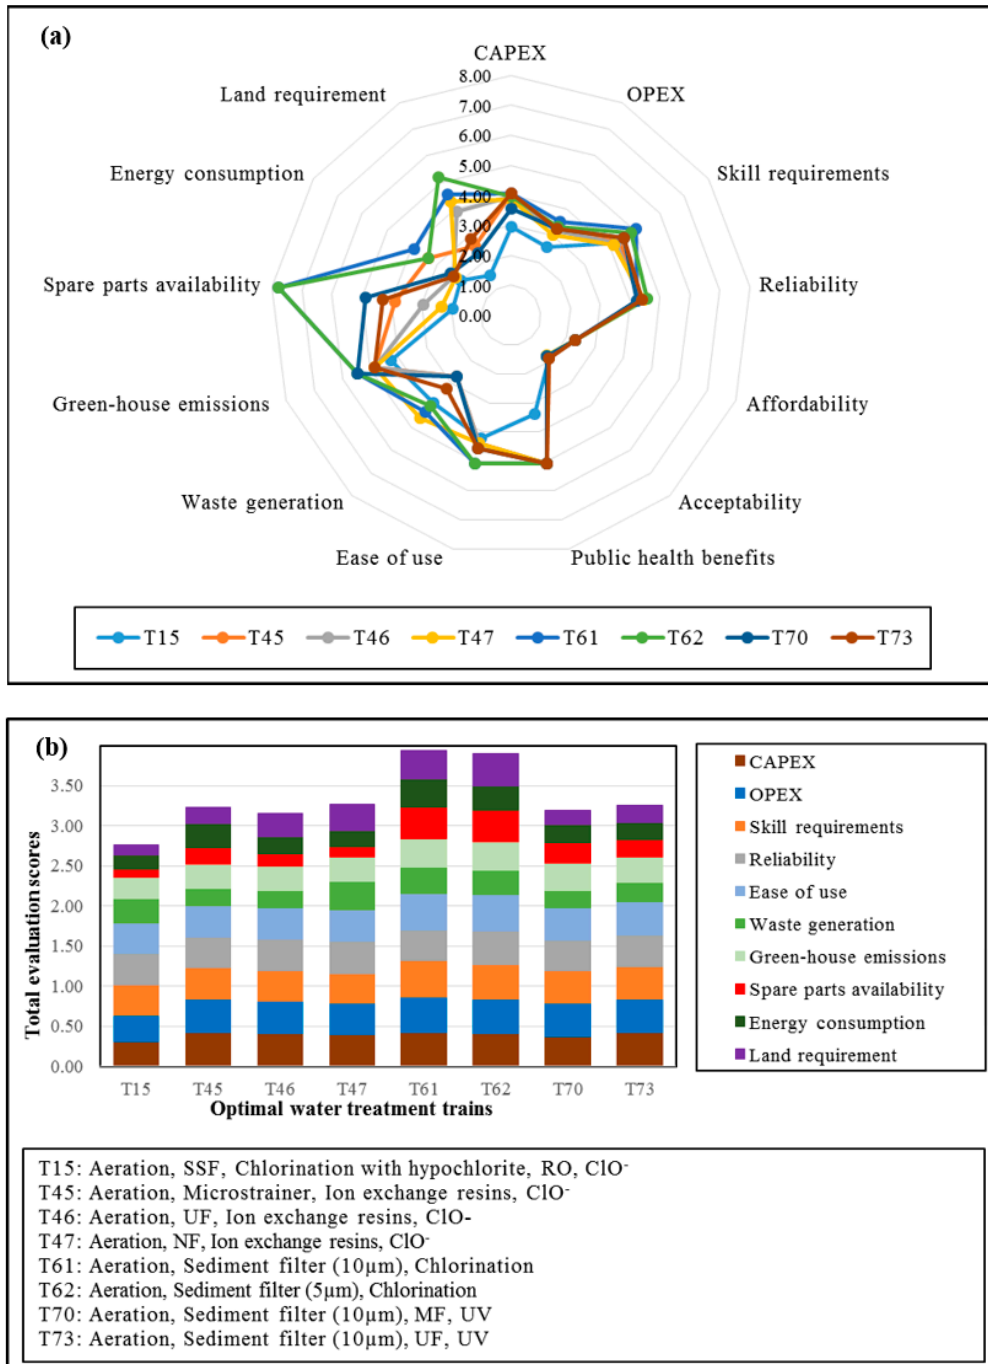 (a)
CAPEX
OPEX
Skill requirements
Reliability
Affordability
Acceptability
Public health benefits
Ease of use
Waste generation
Green-house emissions
Spare parts availability
Energy consumption
Land requirement
8.00
7.00
6.00
5.00
4.00
3.00
2.00
1.00
0.00
T15 T45 T46 T47 T61 T62 T70 T73
(b)
Total evaluation scores
3.50
3.00
2.50
2.00
1.50
1.00
0.50
0.00
T15 T45 T46 T47 T61 T62 T70 T73
Optimal water treatment trains
CAPEX
OPEX
Skill requirements
Reliability
Ease of use
Waste generation
Green-house emissions
Spare parts availability
Energy consumption
Land requirement
T15: Aeration, SSF, Chlorination with hypochlorite, RO, ClO⁻
T45: Aeration, Microstrainer, Ion exchange resins, ClO⁻
T46: Aeration, UF, Ion exchange resins, ClO-
T47: Aeration, NF, Ion exchange resins, ClO⁻
T61: Aeration, Sediment filter (10µm), Chlorination
T62: Aeration, Sediment filter (5µm), Chlorination
T70: Aeration, Sediment filter (10µm), MF, UV
T73: Aeration, Sediment filter (10µm), UF, UV